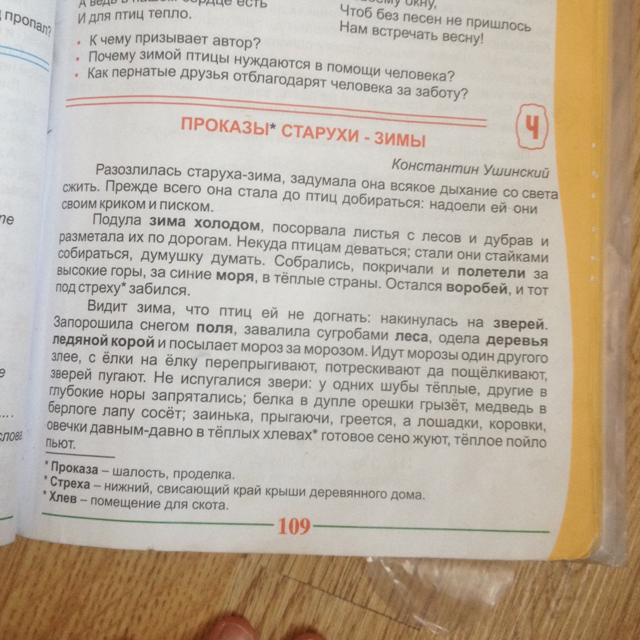 пропал?
А ведь в нашем сердце есть
И для птиц тепло.
окну,
Чтоб без песен не пришлось
Нам встречать весну!
• К чему призывает автор?
• Почему зимой птицы нуждаются в помощи человека?
• Как пернатые друзья отблагодарят человека за заботу?
Ч
ПРОКАЗЫ* СТАРУХИ - ЗИМЫ
Константин Ушинский
Разозлилась старуха-зима, задумала она всякое дыхание со света
сжить. Прежде всего она стала до птиц добираться: надоели ей они
своим криком и писком.
Подула зима холодом, посорвала листья с лесов и дубрав и
разметала их по дорогам. Некуда птицам деваться; стали они стайками
собираться, думушку думать. Собрались, покричали и полетели за
высокие горы, за синие моря, в тёплые страны. Остался воробей, и тот
под стреху* забился.
Видит зима, что птиц ей не догнать: накинулась на зверей.
Запорошила снегом поля, завалила сугробами леса, одела деревья
ледяной корой и посылает мороз за морозом. Идут морозы один другого
злее, с ёлки на ёлку перепрыгивают, потрескивают да пощёлкивают,
зверей пугают. Не испугалися звери: у одних шубы тёплые, другие в
глубокие норы запрятались; белка в дупле орешки грызёт, медведь в
берлоге лапу сосёт; заинька, прыгаючи, греется, а лошадки, коровки,
овечки давным-давно в тёплых хлевах* готовое сено жуют, тёплое пойло
пьют.
* Проказа – шалость, проделка.
* Стреха – нижний, свисающий край крыши деревянного дома.
* Хлев – помещение для скота.
109